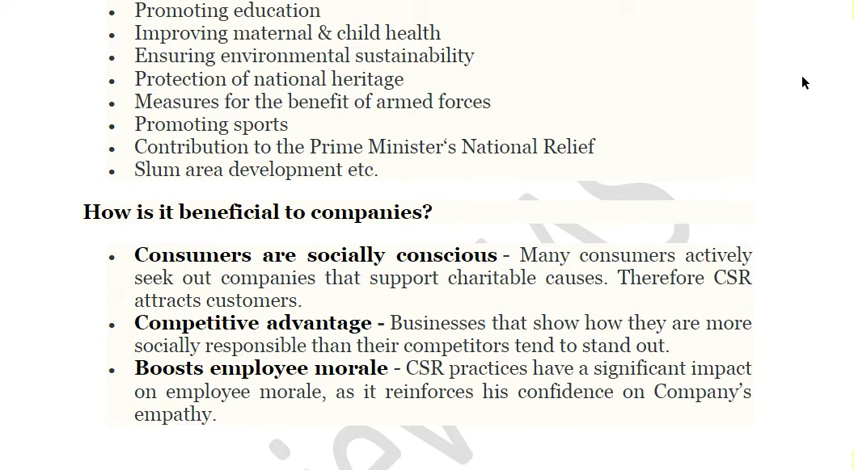 • Promoting education
• Improving maternal & child health
• Ensuring environmental sustainability
• Protection of national heritage
• Measures for the benefit of armed forces
• Promoting sports
• Contribution to the Prime Minister‘s National Relief
• Slum area development etc.
How is it beneficial to companies?
• Consumers are socially conscious - Many consumers actively
seek out companies that support charitable causes. Therefore CSR
attracts customers.
• Competitive advantage - Businesses that show how they are more
socially responsible than their competitors tend to stand out.
• Boosts employee morale - CSR practices have a significant impact
on employee morale, as it reinforces his confidence on Company’s
empathy.